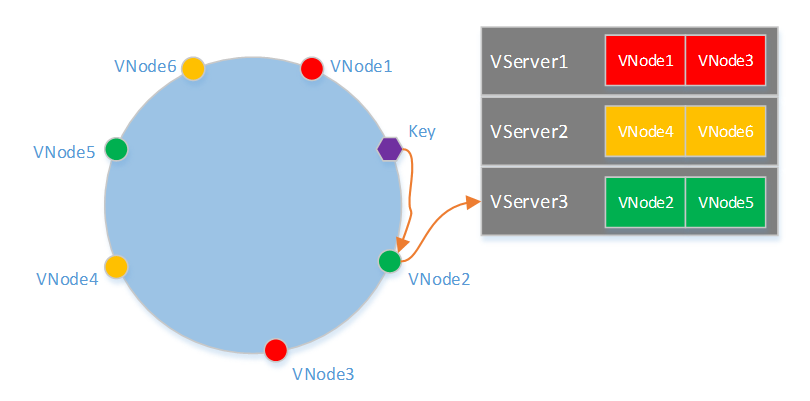 VNode6
VNode1
Key
VNode5
VNode4
VNode2
VNode3
VServer1 VNode1 VNode3
VServer2 VNode4 VNode6
VServer3 VNode2 VNode5